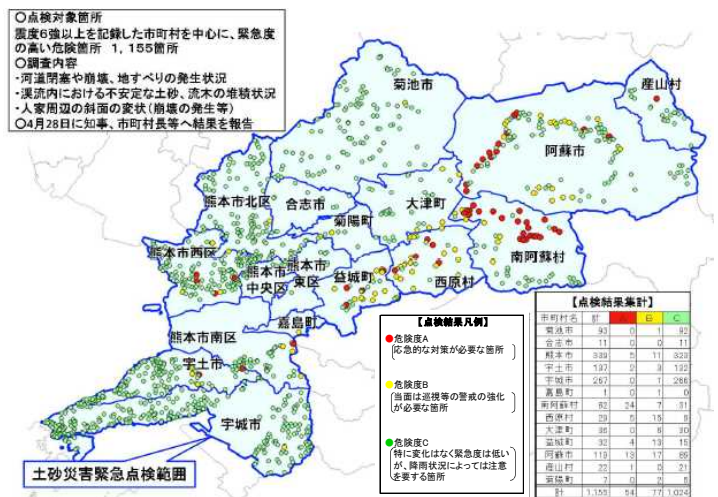 ○点検対象箇所
震度6強以上を記録した市町村を中心に、緊急度
の高い危険箇所 1,155箇所
○調査内容
・河道閉塞や崩壊、地すべりの発生状況
・渓流内における不安定な土砂、流木の堆積状況
・人家周辺の斜面の変状(崩壊の発生等)
○4月28日に知事、市町村長等へ結果を報告
菊池市
産山村
阿蘇市
熊本市北区
合志市
大津町
菊陽町
熊本市西区
熊本市
中央区
熊本市
東区
益城町
西原村
南阿蘇村
嘉島町
熊本市南区
宇土市
宇城市
土砂災害緊急点検範囲
【点検結果凡例】
危険度A
応急的な対策が必要な箇所
危険度B
当面は巡視等の警戒の強化
が必要な箇所
危険度C
特に変化はなく緊急度は低い
が、降雨状況によっては注意
を要する箇所
【点検結果集計】
市町村名 計 A B C
菊池市 93 0 1 92
合志市 11 0 0 11
熊本市 339 5 11 323
宇土市 137 2 3 132
宇城市 267 0 1 266
嘉島町 1 0 1 0
南阿蘇村 62 24 7 31
西原村 29 5 15 9
大津町 36 0 6 30
益城町 32 4 13 15
阿蘇市 119 13 17 89
産山村 22 1 0 21
菊陽町 7 0 2 5
計 1,155 54 77 1,024